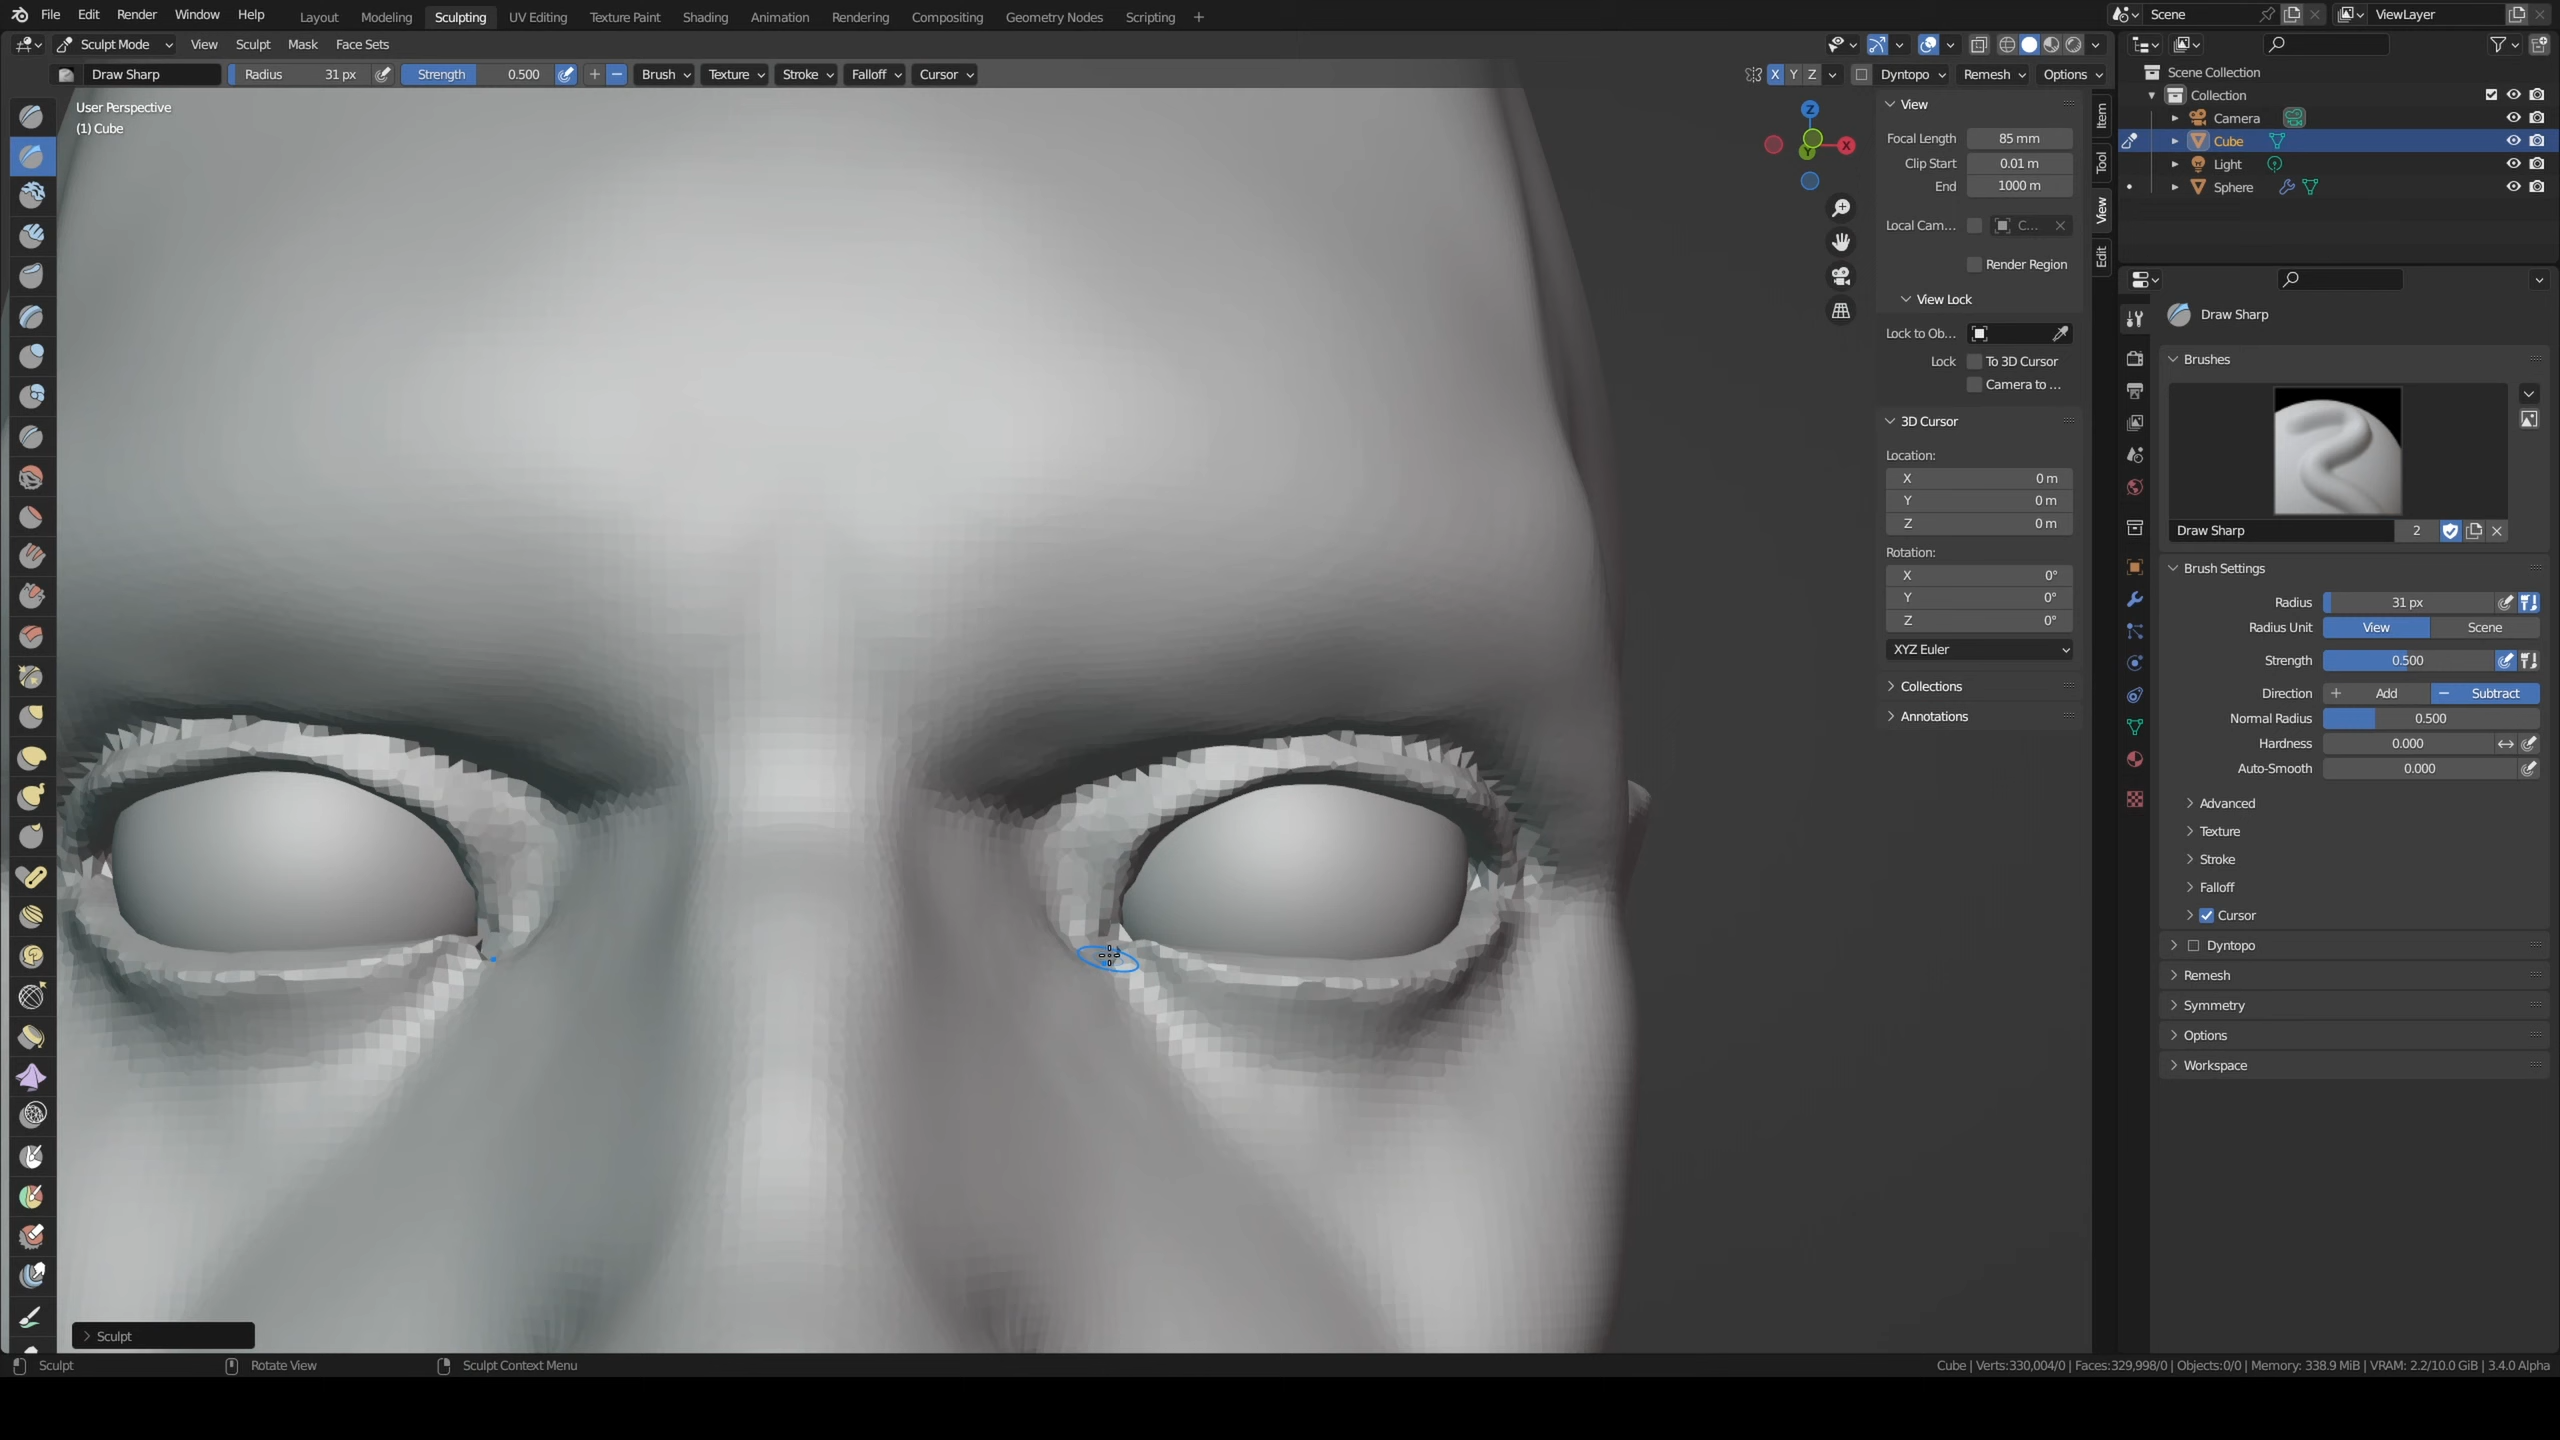 File Edit Render Window Help Layout Modeling Sculpting UV Editing Texture Paint Shading Animation Rendering Compositing Geometry Nodes Scripting + Scene ViewLayer
Sculpt Mode View Sculpt Mask Face Sets
Draw Sharp Radius 31 px Strength 0.500 Brush Texture Stroke Falloff Cursor X Y Z Dyntopo Remesh Options
User Perspective
(1) Cube
Z
X
Y
View
Focal Length 85 mm
Clip Start 0.01 m
End 1000 m
Local Cam... C...
Render Region
View Lock
Lock to Ob...
Lock To 3D Cursor
Camera to ...
3D Cursor
Location:
X 0 m
Y 0 m
Z 0 m
Rotation:
X 0°
Y 0°
Z 0°
XYZ Euler
Collections
Annotations
Item
Tool
View
Edit
Scene Collection
Collection
Camera
Cube
Light
Sphere
Draw Sharp
Brushes
Draw Sharp 2
Brush Settings
Radius 31 px
Radius Unit View Scene
Strength 0.500
Direction + Add − Subtract
Normal Radius 0.500
Hardness 0.000
Auto-Smooth 0.000
Advanced
Texture
Stroke
Falloff
Cursor
Dyntopo
Remesh
Symmetry
Options
Workspace
Sculpt
Sculpt Rotate View Sculpt Context Menu Cube | Verts:330,004/0 | Faces:329,998/0 | Objects:0/0 | Memory: 338.9 MiB | VRAM: 2.2/10.0 GiB | 3.4.0 Alpha